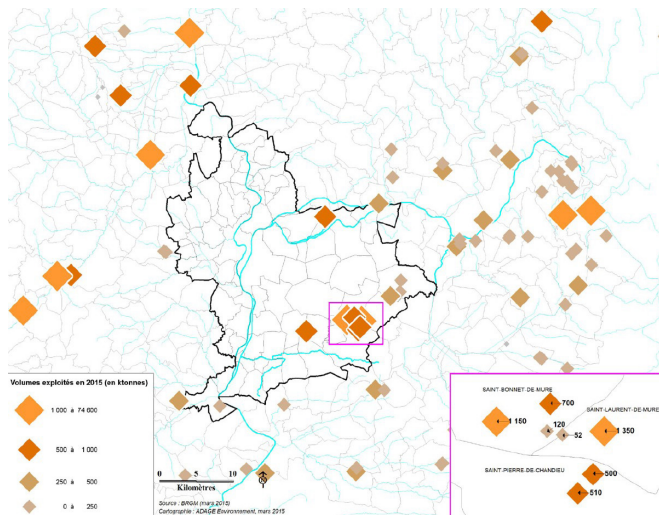 Volumes exploités en 2015 (en ktonnes)
1 000 à 74 000
500 à 1 000
250 à 500
0 à 250
0 5 10
Kilomètres
N
Source : BRGM (mars 2015)
Cartographie : ADAGE Environnement, mars 2015
SAINT-BONNET-DE-MURE
700
1 150
120
52
SAINT-LAURENT-DE-MURE
1 350
SAINT-PIERRE-DE-CHANDIEU
500
510